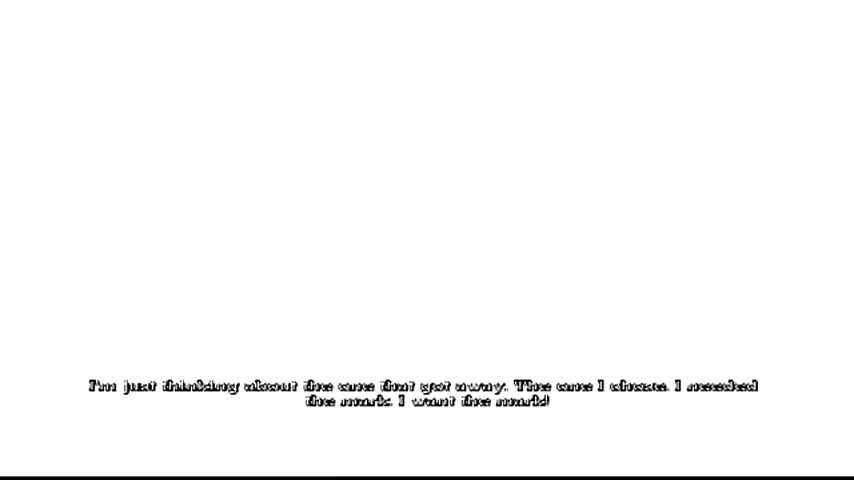 I'm just thinking about the one that got away. The one I chose. I needed
the mark. I want the mark!